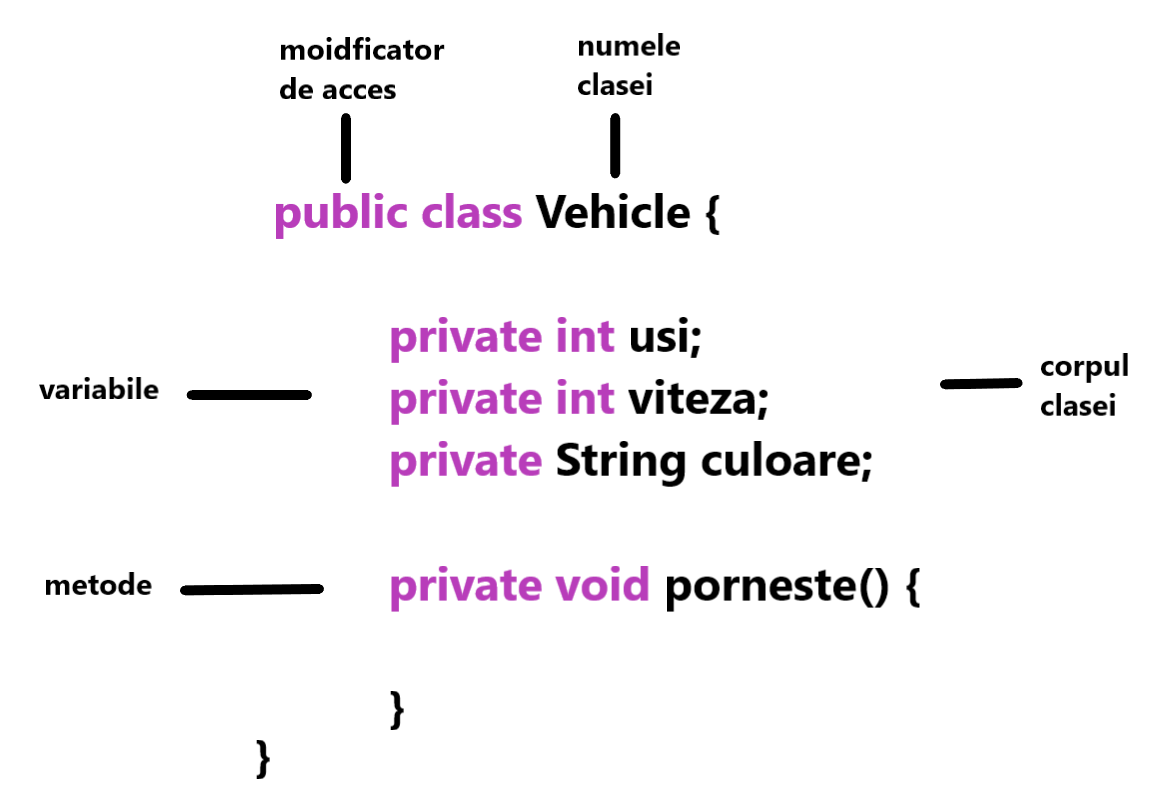 moidficator
de acces
numele
clasei
public class Vehicle {
private int usi;
variabile
private int viteza;
corpul
clasei
private String culoare;
metode
private void porneste() {
}
}